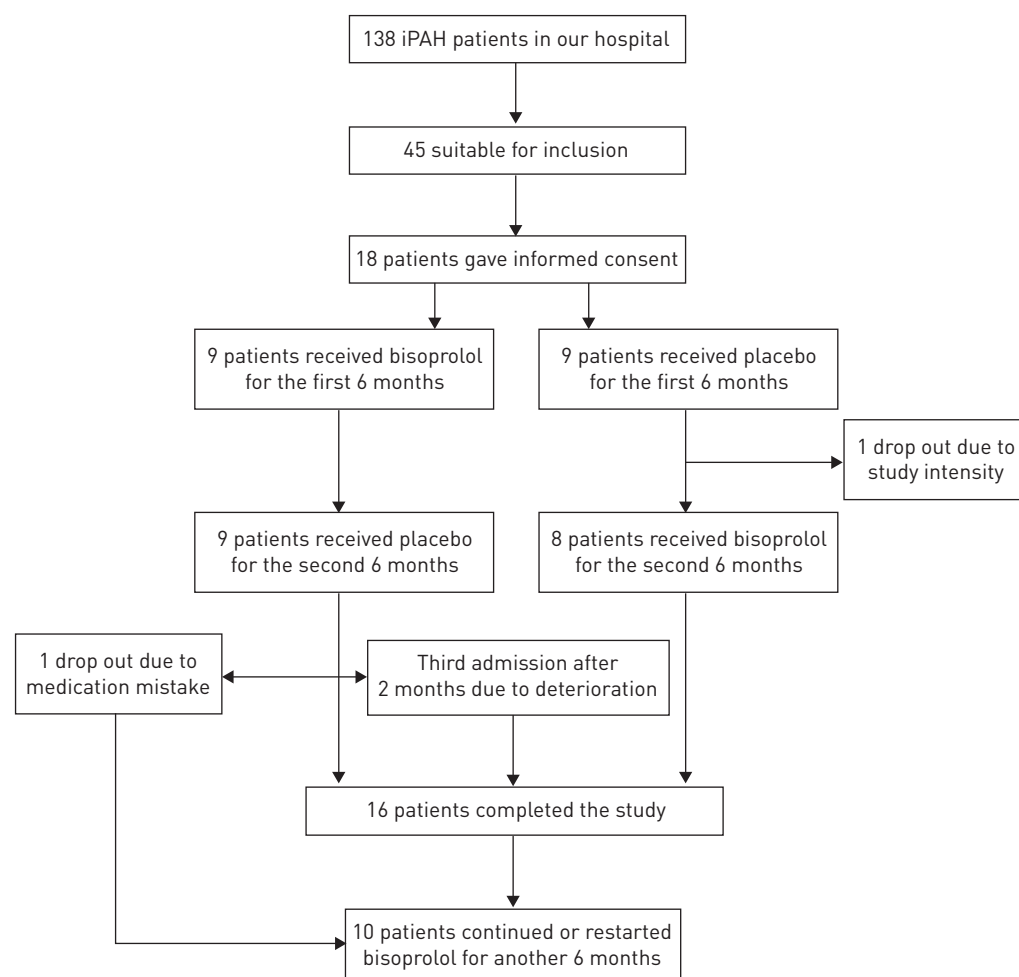 138 iPAH patients in our hospital
45 suitable for inclusion
18 patients gave informed consent
9 patients received bisoprolol
for the first 6 months
9 patients received placebo
for the first 6 months
1 drop out due to
study intensity
9 patients received placebo
for the second 6 months
8 patients received bisoprolol
for the second 6 months
1 drop out due to
medication mistake
Third admission after
2 months due to deterioration
16 patients completed the study
10 patients continued or restarted
bisoprolol for another 6 months